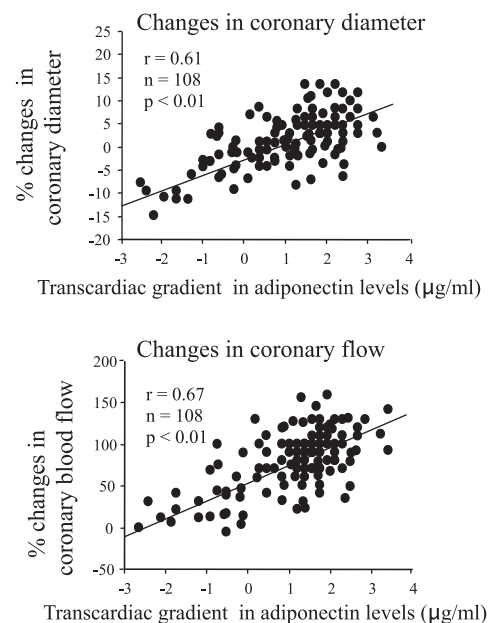 Changes in coronary diameter
r = 0.61
n = 108
p < 0.01
% changes in
coronary diameter
25
20
15
10
5
0
-5
-10
-15
-20
-3 -2 -1 0 1 2 3 4
Transcardiac gradient in adiponectin levels (μg/ml)
Changes in coronary flow
r = 0.67
n = 108
p < 0.01
% changes in
coronary blood flow
200
150
100
50
0
-50
-3 -2 -1 0 1 2 3 4
Transcardiac gradient in adiponectin levels (μg/ml)